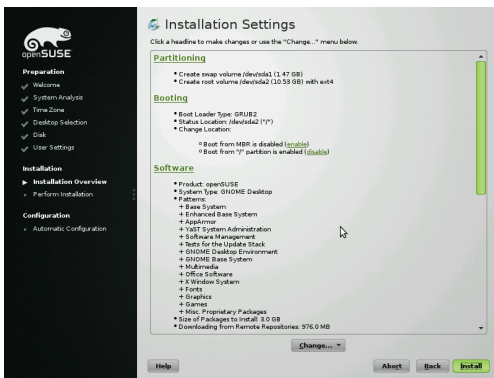 openSUSE
Preparation
Welcome
System Analysis
Time Zone
Desktop Selection
Disk
User Settings
Installation
Installation Overview
Perform Installation
Configuration
Automatic Configuration
Installation Settings
Click a headline to make changes or use the "Change..." menu below.
Partitioning
Create swap volume /dev/sda1 (1.47 GB)
Create root volume /dev/sda2 (10.53 GB) with ext4
Booting
Boot Loader Type: GRUB2
Status Location: /dev/sda2 ("/")
Change Location:
Boot from MBR is disabled (enable)
Boot from "/" partition is enabled (disable)
Software
Product: openSUSE
System Type: GNOME Desktop
Patterns:
+ Base System
+ Enhanced Base System
+ AppArmor
+ YaST System Administration
+ Software Management
+ Tests for the Update Stack
+ GNOME Desktop Environment
+ GNOME Base System
+ Multimedia
+ Office Software
+ X Window System
+ Fonts
+ Graphics
+ Games
+ Misc. Proprietary Packages
Size of Packages to Install: 3.0 GB
Downloading from Remote Repositories: 976.0 MB
Change...
Help
Abort Back Install